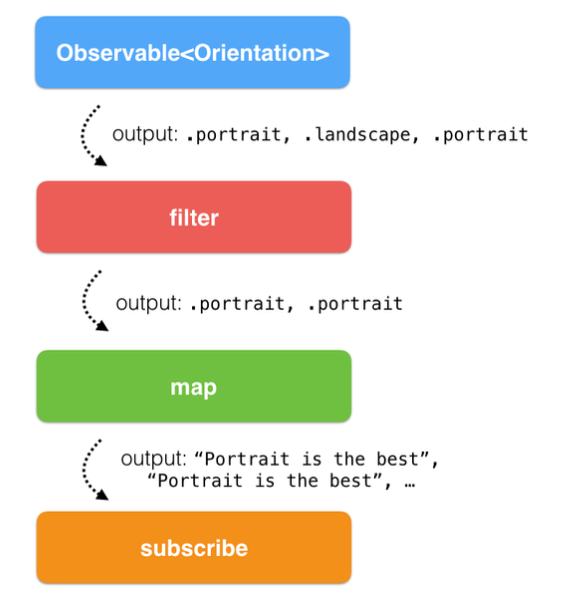 Observable<Orientation>
output: .portrait, .landscape, .portrait
filter
output: .portrait, .portrait
map
output: “Portrait is the best”,
“Portrait is the best”, …
subscribe